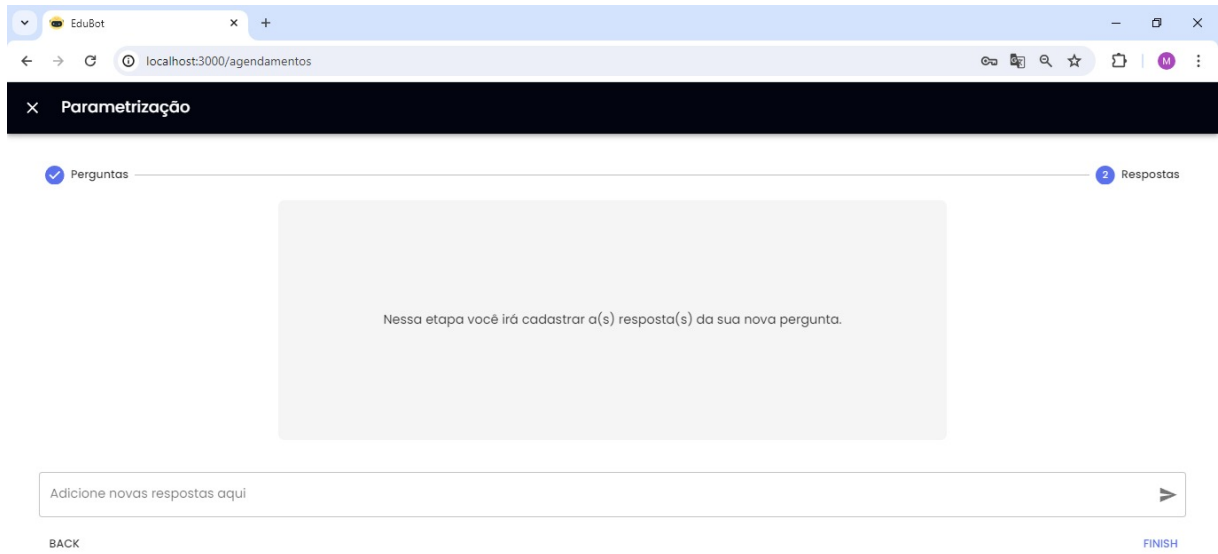 EduBot
localhost:3000/agendamentos
M
Parametrização
Perguntas
2 Respostas
Nessa etapa você irá cadastrar a(s) resposta(s) da sua nova pergunta.
Adicione novas respostas aqui
BACK
FINISH